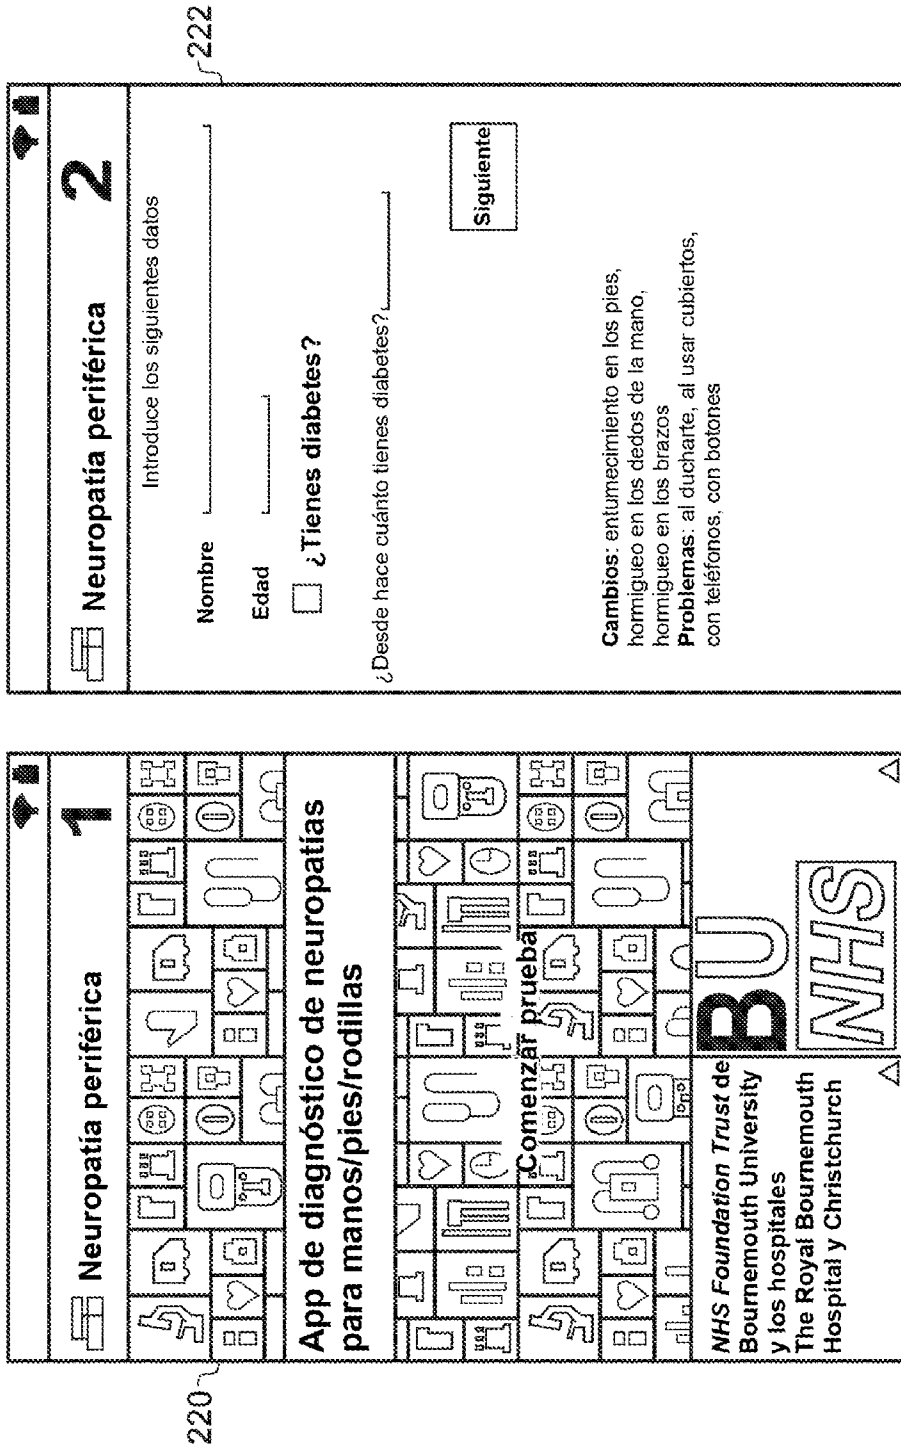 220
Neuropatía periférica 1
App de diagnóstico de neuropatías
para manos/pies/rodillas
Comenzar prueba
NHS Foundation Trust de
Bournemouth University
y los hospitales
The Royal Bournemouth
Hospital y Christchurch
BU
NHS
222
Neuropatía periférica 2
Introduce los siguientes datos
Nombre
Edad
¿Tienes diabetes?
¿Desde hace cuánto tienes diabetes?
Siguiente
Cambios: entumecimiento en los pies,
hormigueo en los dedos de la mano,
hormigueo en los brazos
Problemas: al ducharte, al usar cubiertos,
con teléfonos, con botones